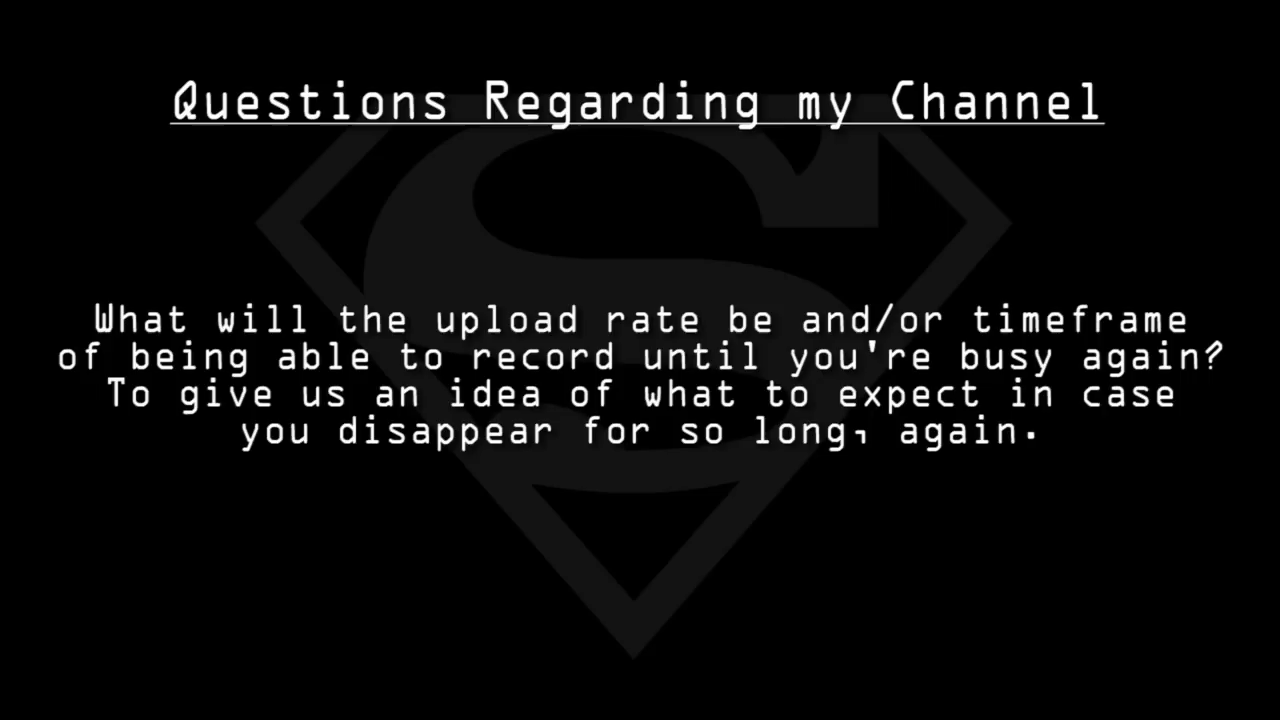 Questions Regarding my Channel
What will the upload rate be and/or timeframe
of being able to record until you're busy again?
To give us an idea of what to expect in case
you disappear for so long, again.